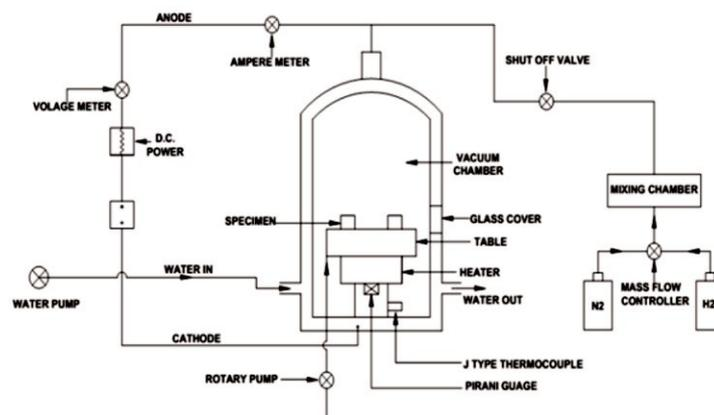 ANODE
AMPERE METER
SHUT OFF VALVE
VOLAGE METER
D.C.
POWER
VACUUM
CHAMBER
MIXING CHAMBER
SPECIMEN
GLASS COVER
TABLE
WATER IN
HEATER
WATER PUMP
WATER OUT
MASS FLOW
CONTROLLER
N2
H2
CATHODE
J TYPE THERMOCOUPLE
ROTARY PUMP
PIRANI GUAGE